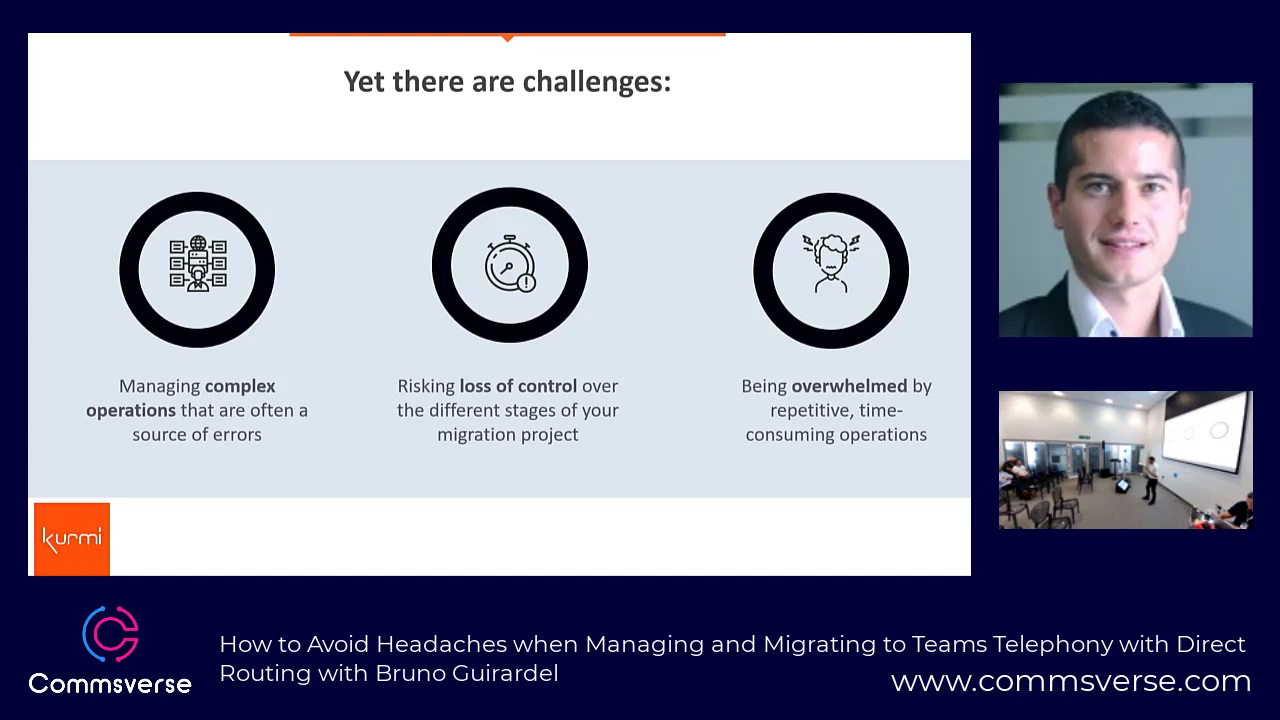 Yet there are challenges:
Managing complex
operations that are often a
source of errors
Risking loss of control over
the different stages of your
migration project
Being overwhelmed by
repetitive, time-
consuming operations
kurmi
Commsverse
How to Avoid Headaches when Managing and Migrating to Teams Telephony with Direct
Routing with Bruno Guirardel
www.commsverse.com